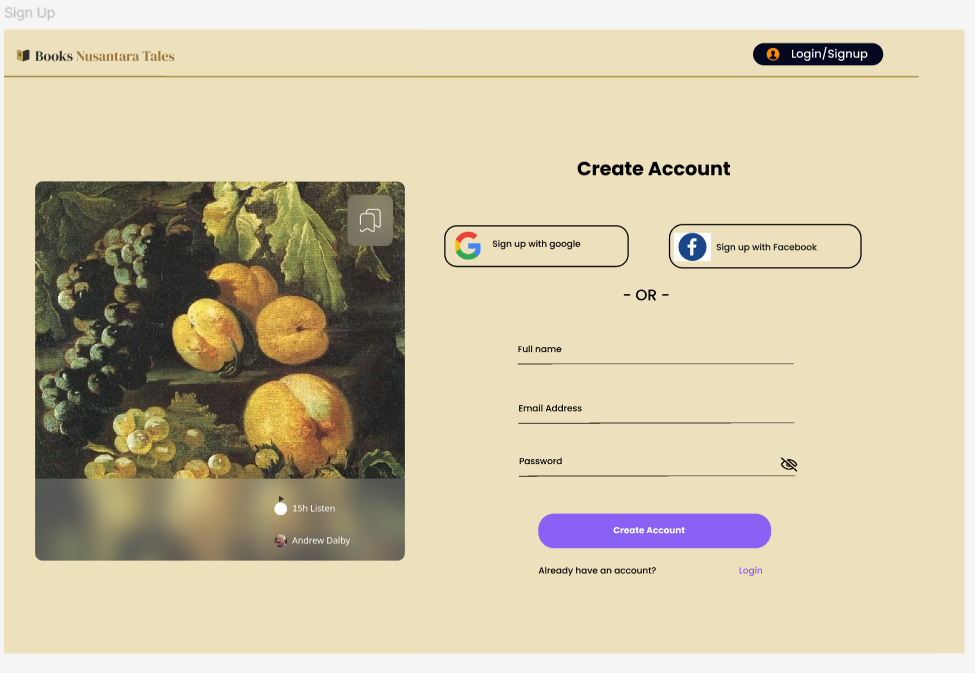 Sign Up
Books Nusantara Tales
Login/Signup
Create Account
Sign up with google
Sign up with Facebook
- OR -
Full name
Email Address
Password
Create Account
Already have an account? Login
15h Listen
Andrew Dalby